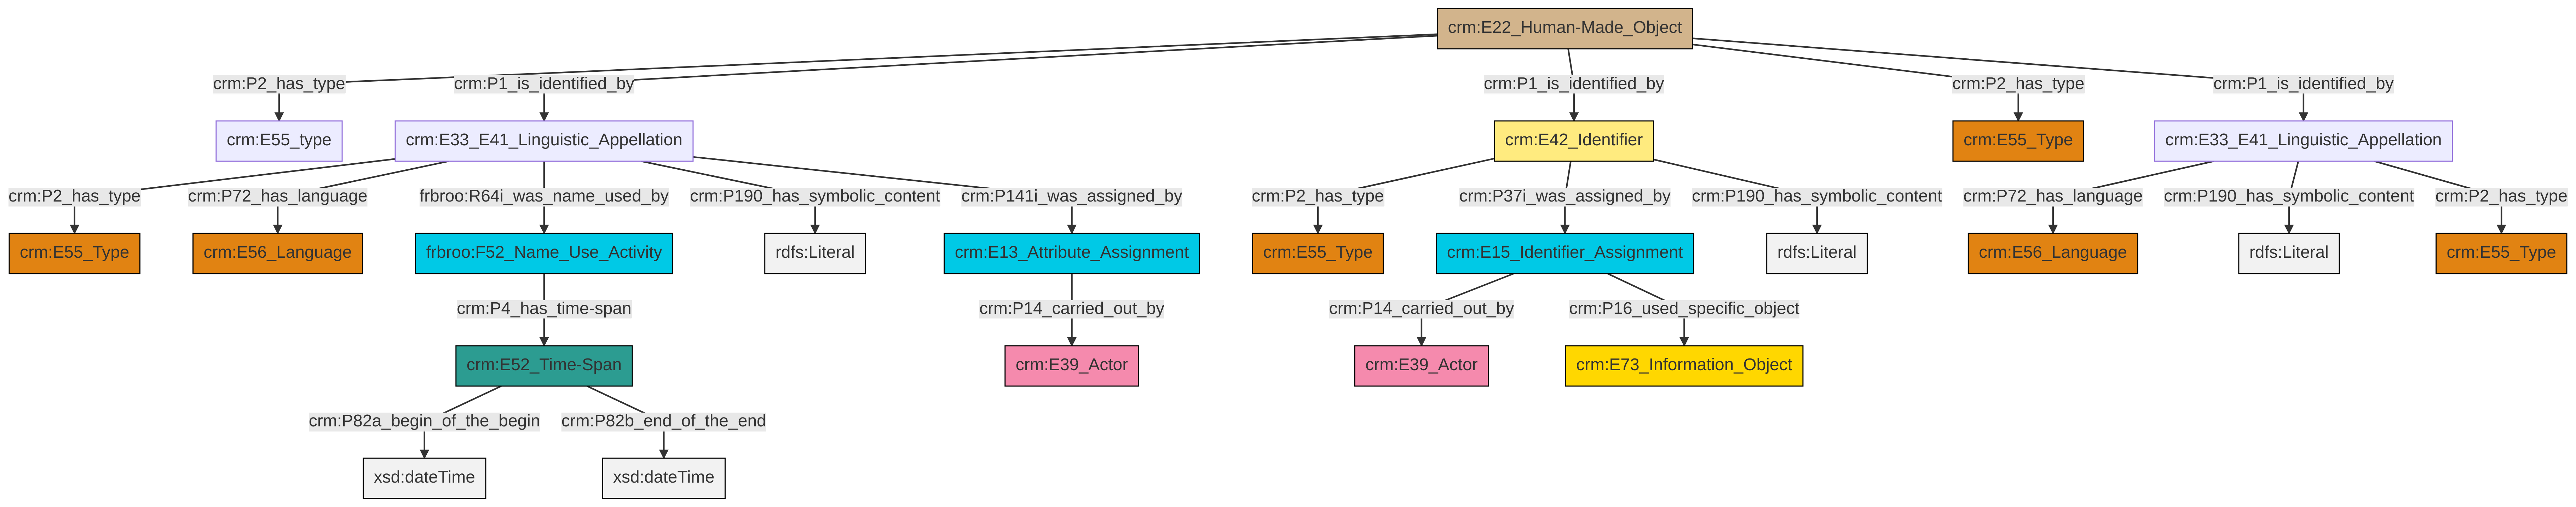 crm:E22_Human-Made_Object
crm:P2_has_type
crm:P1_is_identified_by
crm:P1_is_identified_by
crm:P2_has_type
crm:P1_is_identified_by
crm:E55_type
crm:E33_E41_Linguistic_Appellation
crm:E42_Identifier
crm:E55_Type
crm:E33_E41_Linguistic_Appellation
crm:P2_has_type
crm:P72_has_language
frbroo:R64i_was_name_used_by
crm:P190_has_symbolic_content
crm:P141i_was_assigned_by
crm:P2_has_type
crm:P37i_was_assigned_by
crm:P190_has_symbolic_content
crm:P72_has_language
crm:P190_has_symbolic_content
crm:P2_has_type
crm:E55_Type
crm:E56_Language
frbroo:F52_Name_Use_Activity
rdfs:Literal
crm:E13_Attribute_Assignment
crm:E55_Type
crm:E15_Identifier_Assignment
rdfs:Literal
crm:E56_Language
rdfs:Literal
crm:E55_Type
crm:P4_has_time-span
crm:P14_carried_out_by
crm:P14_carried_out_by
crm:P16_used_specific_object
crm:E52_Time-Span
crm:E39_Actor
crm:E39_Actor
crm:E73_Information_Object
crm:P82a_begin_of_the_begin
crm:P82b_end_of_the_end
xsd:dateTime
xsd:dateTime